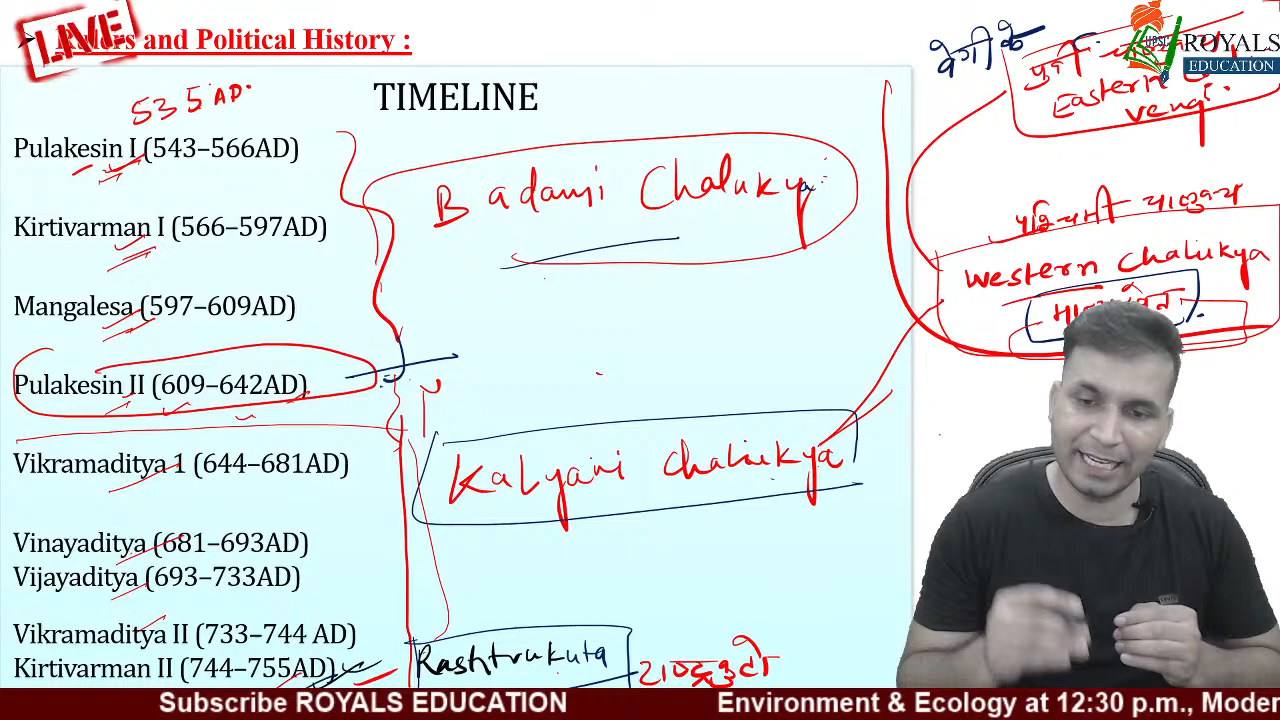 LIVE
Rulers and Political History :
535 AD.
TIMELINE
Pulakesin I (543–566AD)
Kirtivarman I (566–597AD)
Mangalesa (597–609AD)
Pulakesin II (609–642AD)
Vikramaditya 1 (644–681AD)
Vinayaditya (681–693AD)
Vijayaditya (693–733AD)
Vikramaditya II (733–744 AD)
Kirtivarman II (744–755AD)
Badami Chalukya
Kalyani Chalukya
Rashtrukuta
वेंगी के
Eastern
vengi.
पश्चिमी चालुक्य
Western Chalukya
UPSC ROYALS
EDUCATION
Subscribe ROYALS EDUCATION
Environment & Ecology at 12:30 p.m., Moder